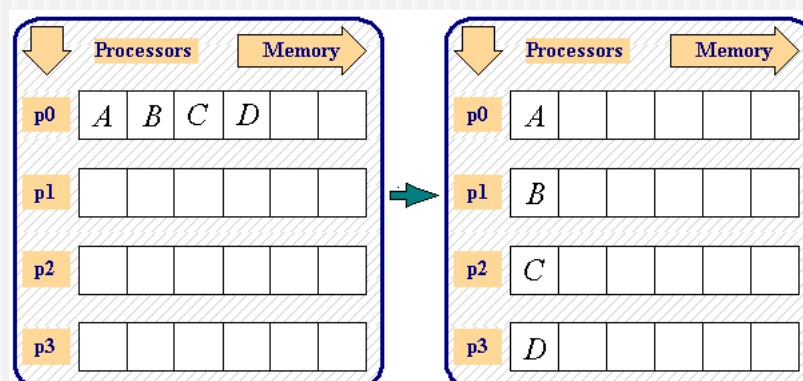 Processors Memory
p0 A B C D
p1
p2
p3
Processors Memory
p0 A
p1 B
p2 C
p3 D